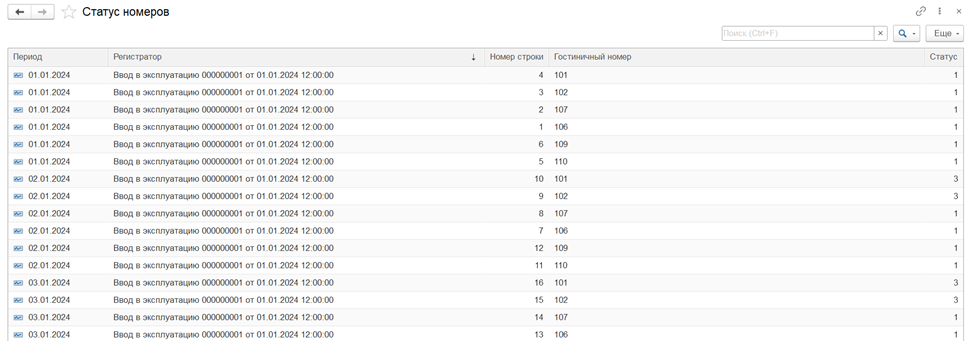 Статус номеров
Поиск (Ctrl+F)
Еще
Период Регистратор Номер строки Гостиничный номер Статус
01.01.2024 Ввод в эксплуатацию 000000001 от 01.01.2024 12:00:00 4 101 1
01.01.2024 Ввод в эксплуатацию 000000001 от 01.01.2024 12:00:00 3 102 1
01.01.2024 Ввод в эксплуатацию 000000001 от 01.01.2024 12:00:00 2 107 1
01.01.2024 Ввод в эксплуатацию 000000001 от 01.01.2024 12:00:00 1 106 1
01.01.2024 Ввод в эксплуатацию 000000001 от 01.01.2024 12:00:00 6 109 1
01.01.2024 Ввод в эксплуатацию 000000001 от 01.01.2024 12:00:00 5 110 1
02.01.2024 Ввод в эксплуатацию 000000001 от 01.01.2024 12:00:00 10 101 3
02.01.2024 Ввод в эксплуатацию 000000001 от 01.01.2024 12:00:00 9 102 3
02.01.2024 Ввод в эксплуатацию 000000001 от 01.01.2024 12:00:00 8 107 1
02.01.2024 Ввод в эксплуатацию 000000001 от 01.01.2024 12:00:00 7 106 1
02.01.2024 Ввод в эксплуатацию 000000001 от 01.01.2024 12:00:00 12 109 1
02.01.2024 Ввод в эксплуатацию 000000001 от 01.01.2024 12:00:00 11 110 1
03.01.2024 Ввод в эксплуатацию 000000001 от 01.01.2024 12:00:00 16 101 3
03.01.2024 Ввод в эксплуатацию 000000001 от 01.01.2024 12:00:00 15 102 3
03.01.2024 Ввод в эксплуатацию 000000001 от 01.01.2024 12:00:00 14 107 1
03.01.2024 Ввод в эксплуатацию 000000001 от 01.01.2024 12:00:00 13 106 1